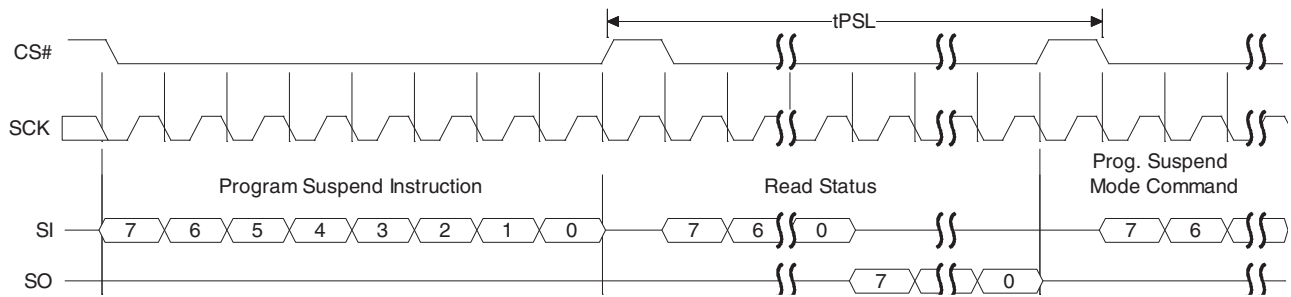 tPSL
CS#
SCK
Prog. Suspend
Program Suspend Instruction Read Status Mode Command
SI 7 6 5 4 3 2 1 0 7 6 0 7 6
SO 7 0